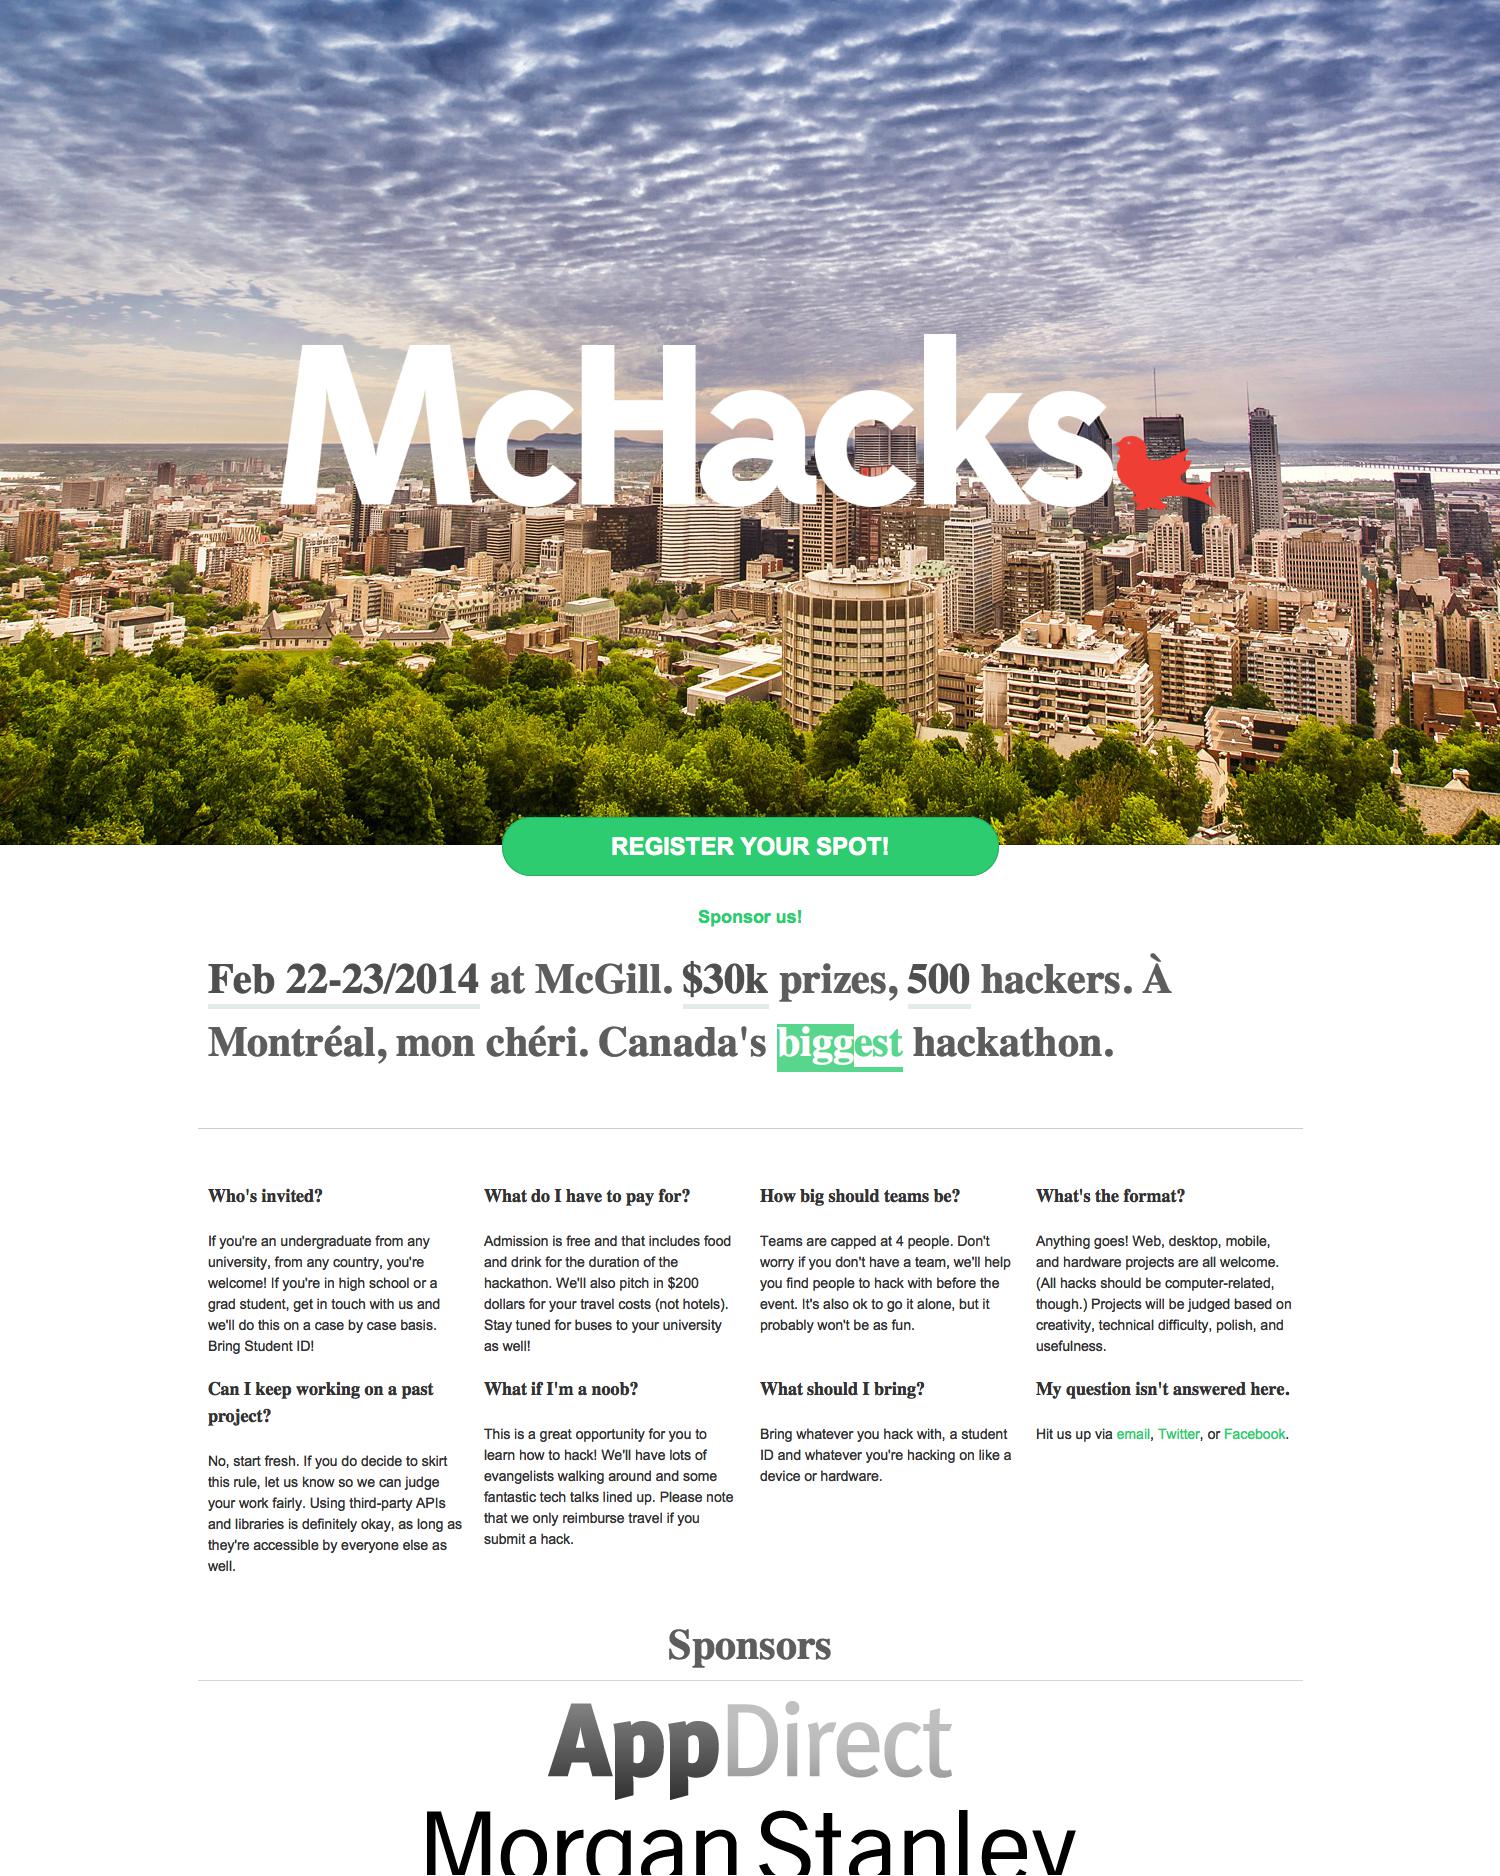 McHacks
REGISTER YOUR SPOT!
Sponsor us!
Feb 22-23/2014 at McGill. $30k prizes, 500 hackers. À
Montréal, mon chéri. Canada's biggest hackathon.
Who's invited?
If you're an undergraduate from any
university, from any country, you're
welcome! If you're in high school or a
grad student, get in touch with us and
we'll do this on a case by case basis.
Bring Student ID!
What do I have to pay for?
Admission is free and that includes food
and drink for the duration of the
hackathon. We'll also pitch in $200
dollars for your travel costs (not hotels).
Stay tuned for buses to your university
as well!
How big should teams be?
Teams are capped at 4 people. Don't
worry if you don't have a team, we'll help
you find people to hack with before the
event. It's also ok to go it alone, but it
probably won't be as fun.
What's the format?
Anything goes! Web, desktop, mobile,
and hardware projects are all welcome.
(All hacks should be computer-related,
though.) Projects will be judged based on
creativity, technical difficulty, polish, and
usefulness.
Can I keep working on a past
project?
No, start fresh. If you do decide to skirt
this rule, let us know so we can judge
your work fairly. Using third-party APIs
and libraries is definitely okay, as long as
they're accessible by everyone else as
well.
What if I'm a noob?
This is a great opportunity for you to
learn how to hack! We'll have lots of
evangelists walking around and some
fantastic tech talks lined up. Please note
that we only reimburse travel if you
submit a hack.
What should I bring?
Bring whatever you hack with, a student
ID and whatever you're hacking on like a
device or hardware.
My question isn't answered here.
Hit us up via email, Twitter, or Facebook.
Sponsors
AppDirect
Morgan Stanley